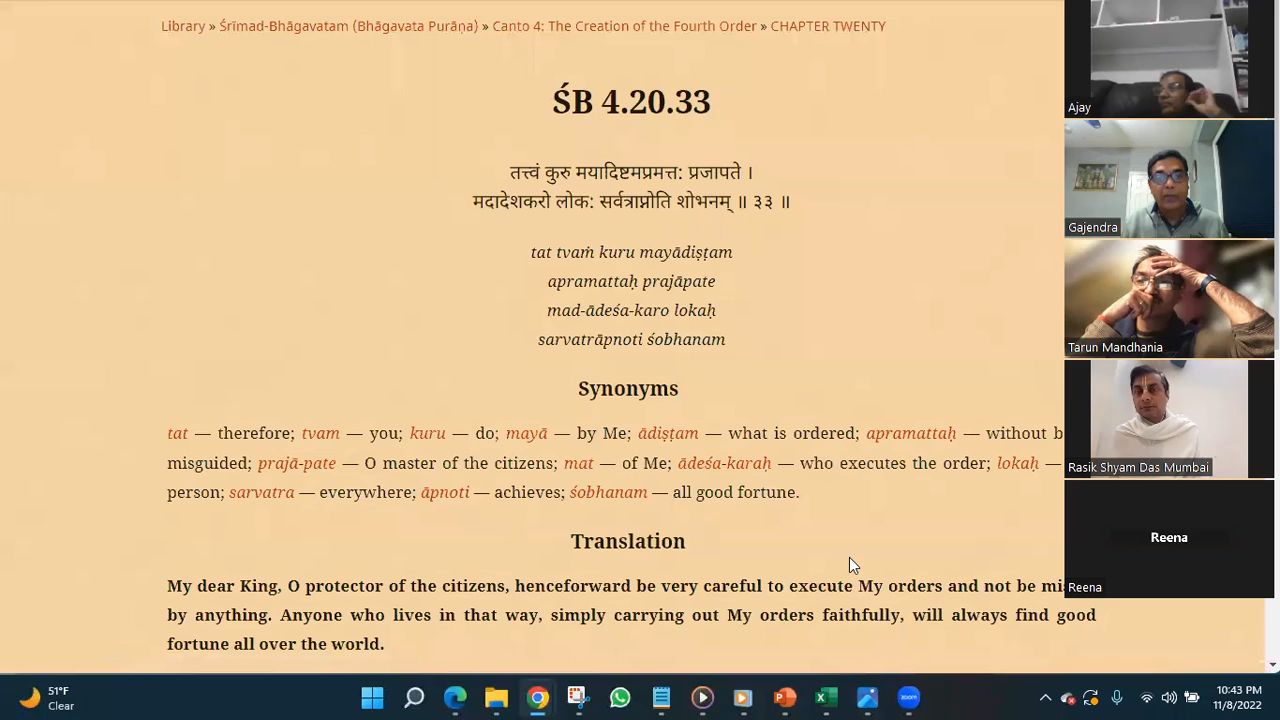 Library » Śrīmad-Bhāgavatam (Bhāgavata Purāṇa) » Canto 4: The Creation of the Fourth Order » CHAPTER TWENTY
ŚB 4.20.33
तत्त्वं कुरु मयादिष्टमप्रमत्त: प्रजापते ।
मदादेशकरो लोक: सर्वत्राप्नोति शोभनम् ॥ ३३ ॥
tat tvaṁ kuru mayādiṣṭam
apramattaḥ prajāpate
mad-ādeśa-karo lokaḥ
sarvatrāpnoti śobhanam
Synonyms
tat — therefore; tvam — you; kuru — do; mayā — by Me; ādiṣṭam — what is ordered; apramattaḥ — without
misguided; prajā-pate — O master of the citizens; mat — of Me; ādeśa-karaḥ — who executes the order; lokaḥ —
person; sarvatra — everywhere; āpnoti — achieves; śobhanam — all good fortune.
Translation
My dear King, O protector of the citizens, henceforward be very careful to execute My orders and not be
by anything. Anyone who lives in that way, simply carrying out My orders faithfully, will always find good
fortune all over the world.
Ajay
Gajendra
Tarun Mandhania
Rasik Shyam Das Mumbai
Reena
Reena
51°F
Clear
10:43 PM
11/8/2022